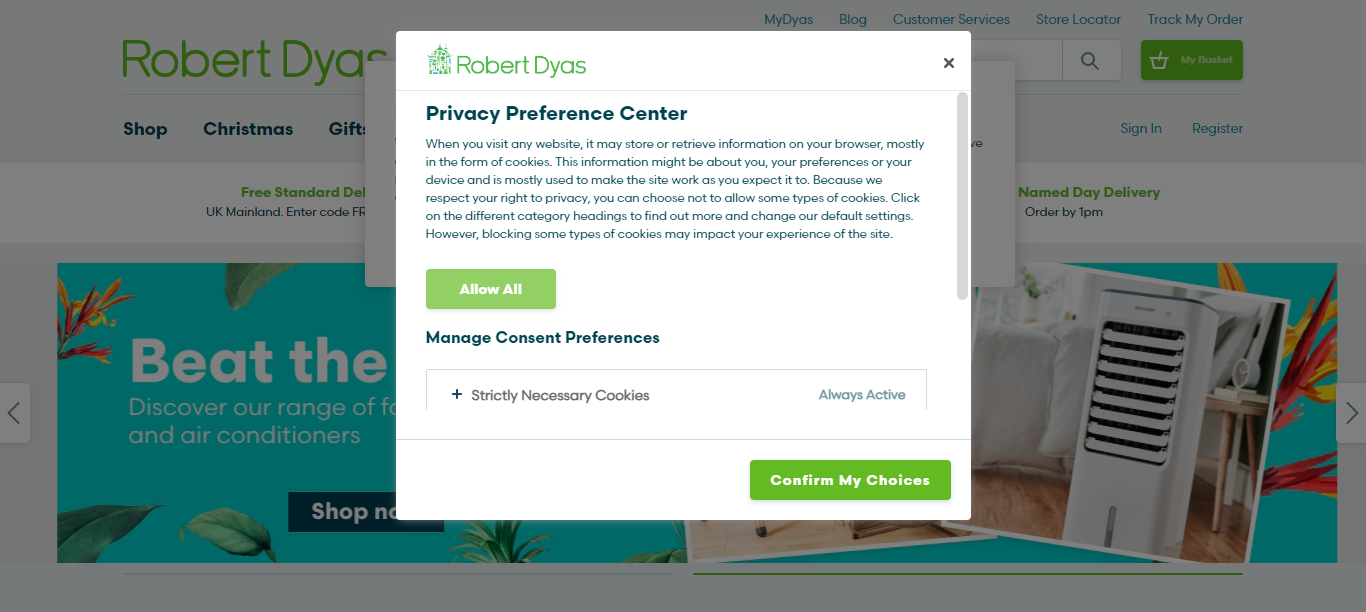 MyDyas Blog Customer Services Store Locator Track My Order
Robert Dyas
My Basket
Robert Dyas
Shop Christmas Gifts
Sign In Register
Privacy Preference Center
When you visit any website, it may store or retrieve information on your browser, mostly
in the form of cookies. This information might be about you, your preferences or your
device and is mostly used to make the site work as you expect it to. Because we
respect your right to privacy, you can choose not to allow some types of cookies. Click
on the different category headings to find out more and change our default settings.
However, blocking some types of cookies may impact your experience of the site.
Allow All
Manage Consent Preferences
+ Strictly Necessary Cookies Always Active
Confirm My Choices
Free Standard Del
UK Mainland. Enter code FR
Named Day Delivery
Order by 1pm
Beat the
Discover our range of fa
and air conditioners
Shop no